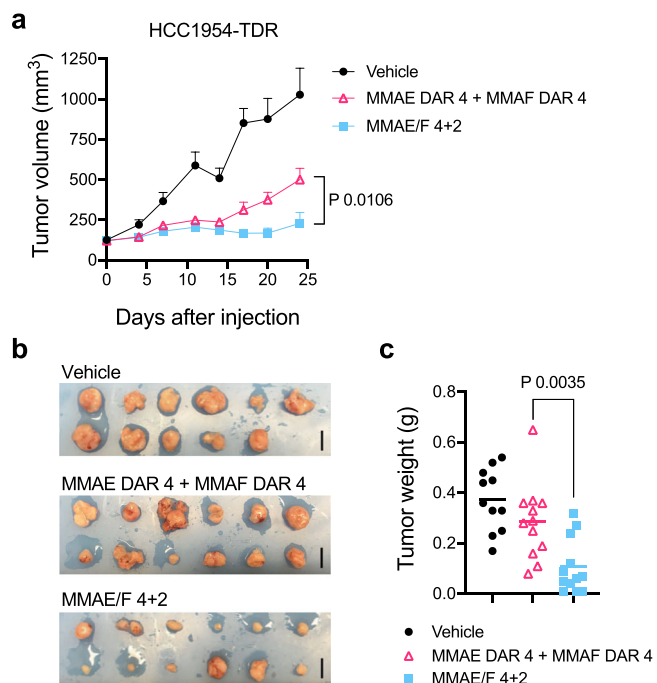 a
HCC1954-TDR
Tumor volume (mm³)
1250
1000
750
500
250
0
0 5 10 15 20 25
Days after injection
Vehicle
MMAE DAR 4 + MMAF DAR 4
MMAE/F 4+2
P 0.0106
b
Vehicle
MMAE DAR 4 + MMAF DAR 4
MMAE/F 4+2
c
P 0.0035
Tumor weight (g)
0.8
0.6
0.4
0.2
0.0
Vehicle
MMAE DAR 4 + MMAF DAR 4
MMAE/F 4+2